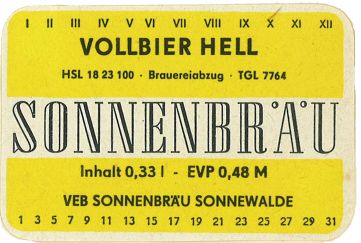 I II III IV V VI VII VIII IX X XI XII
VOLLBIER HELL
HSL 18 23 100 · Brauereiabzug · TGL 7764
SONNENBRÄU
Inhalt 0,33 l - EVP 0,48 M
VEB SONNENBRÄU SONNEWALDE
1 3 5 7 9 11 13 15 17 19 21 23 25 27 29 31